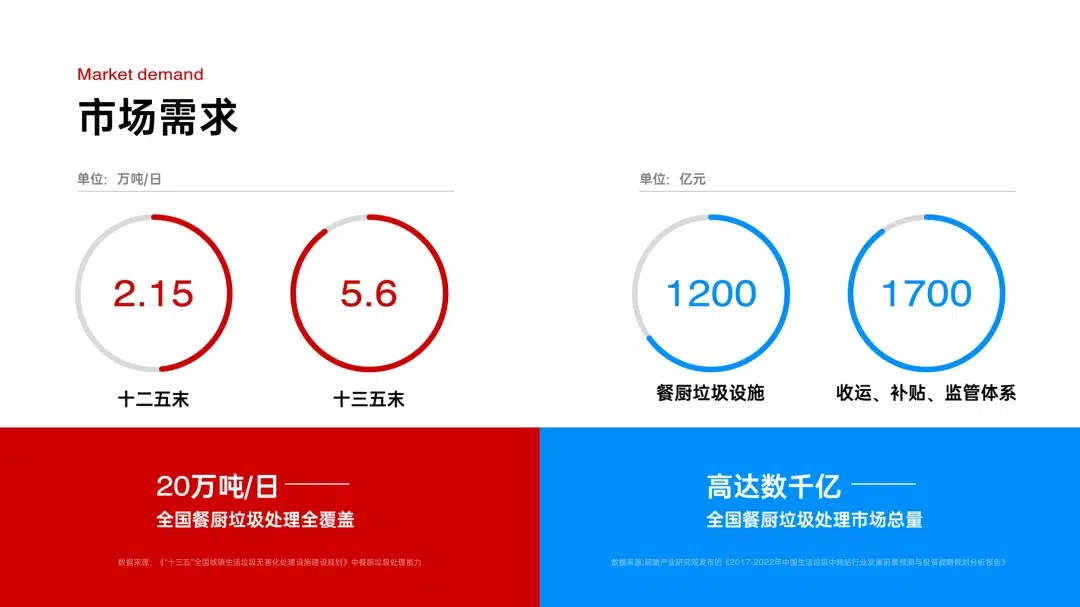 Market demand
市场需求
单位：万吨/日
2.15
5.6
十二五末
十三五末
单位：亿元
1200
1700
餐厨垃圾设施
收运、补贴、监管体系
20万吨/日
全国餐厨垃圾处理全覆盖
数据来源：《“十三五”全国城镇生活垃圾无害化处理设施建设规划》中餐厨垃圾处理能力
高达数千亿
全国餐厨垃圾处理市场总量
数据来源:前瞻产业研究院发布的《2017-2022年中国生活垃圾中转站行业发展前景预测与投资战略规划分析报告》